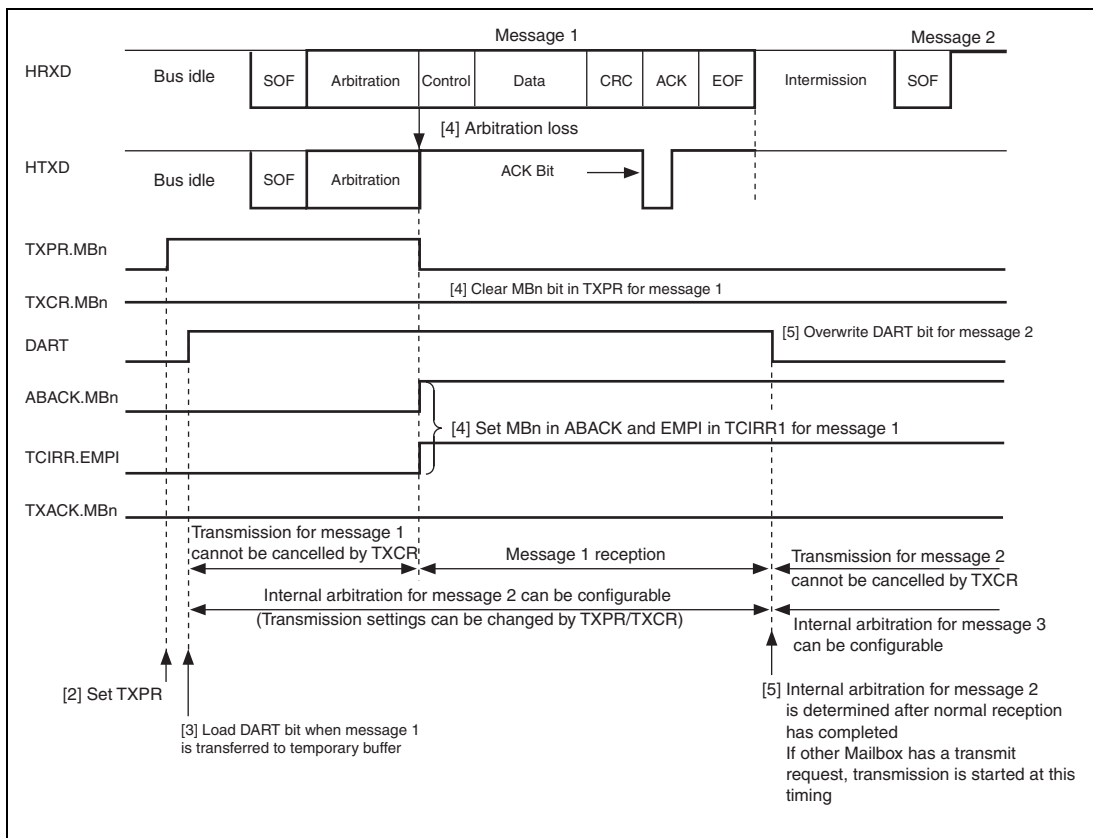 Message 1
Message 2
HRXD
Bus idle
SOF
Arbitration
Control
Data
CRC
ACK
EOF
Intermission
SOF
[4] Arbitration loss
HTXD
Bus idle
SOF
Arbitration
ACK Bit
TXPR.MBn
[4] Clear MBn bit in TXPR for message 1
TXCR.MBn
DART
[5] Overwrite DART bit for message 2
ABACK.MBn
[4] Set MBn in ABACK and EMPI in TCIRR1 for message 1
TCIRR.EMPI
TXACK.MBn
Transmission for message 1
cannot be cancelled by TXCR
Message 1 reception
Transmission for message 2
cannot be cancelled by TXCR
Internal arbitration for message 2 can be configurable
(Transmission settings can be changed by TXPR/TXCR)
Internal arbitration for message 3
can be configurable
[2] Set TXPR
[3] Load DART bit when message 1
is transferred to temporary buffer
[5] Internal arbitration for message 2
is determined after normal reception
has completed
If other Mailbox has a transmit
request, transmission is started at this
timing